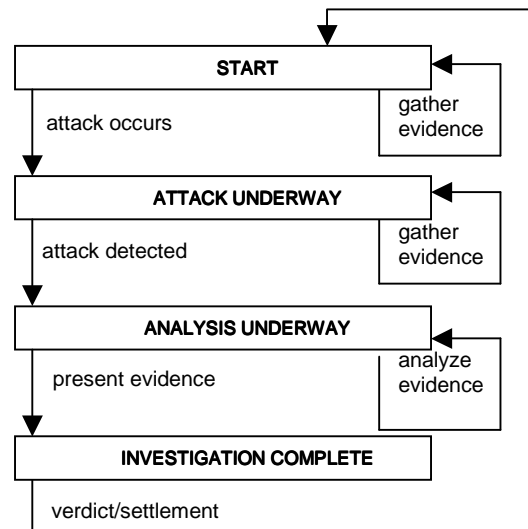 START
attack occurs
gather
evidence
ATTACK UNDERWAY
attack detected
gather
evidence
ANALYSIS UNDERWAY
present evidence
analyze
evidence
INVESTIGATION COMPLETE
verdict/settlement